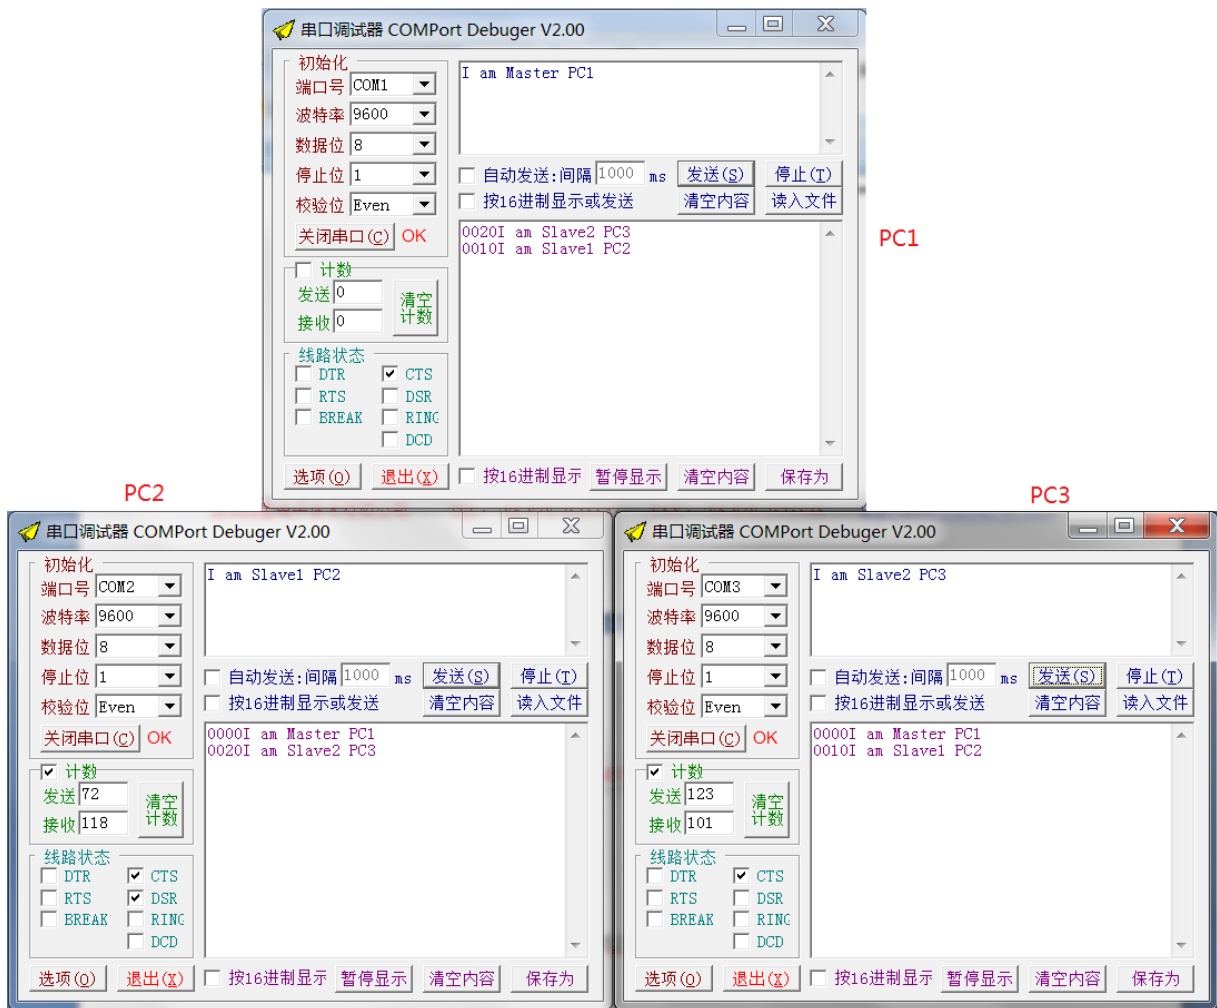 串口调试器 COMPort Debuger V2.00
初始化
端口号 COM1
波特率 9600
数据位 8
停止位 1
校验位 Even
关闭串口(C) OK
I am Master PC1
自动发送:间隔 1000 ms 发送(S) 停止(T)
按16进制显示或发送 清空内容 读入文件
计数
发送 0
接收 0
清空
计数
0020I am Slave2 PC3
0010I am Slave1 PC2
线路状态
DTR CTS
RTS DSR
BREAK RING
DCD
选项(O) 退出(X) 按16进制显示 暂停显示 清空内容 保存为
PC1
PC2
串口调试器 COMPort Debuger V2.00
初始化
端口号 COM2
波特率 9600
数据位 8
停止位 1
校验位 Even
关闭串口(C) OK
I am Slave1 PC2
自动发送:间隔 1000 ms 发送(S) 停止(T)
按16进制显示或发送 清空内容 读入文件
计数
发送 72
接收 118
清空
计数
0000I am Master PC1
0020I am Slave2 PC3
线路状态
DTR CTS
RTS DSR
BREAK RING
DCD
选项(O) 退出(X) 按16进制显示 暂停显示 清空内容 保存为
PC3
串口调试器 COMPort Debuger V2.00
初始化
端口号 COM3
波特率 9600
数据位 8
停止位 1
校验位 Even
关闭串口(C) OK
I am Slave2 PC3
自动发送:间隔 1000 ms 发送(S) 停止(T)
按16进制显示或发送 清空内容 读入文件
计数
发送 123
接收 101
清空
计数
0000I am Master PC1
0010I am Slave1 PC2
线路状态
DTR CTS
RTS DSR
BREAK RING
DCD
选项(O) 退出(X) 按16进制显示 暂停显示 清空内容 保存为